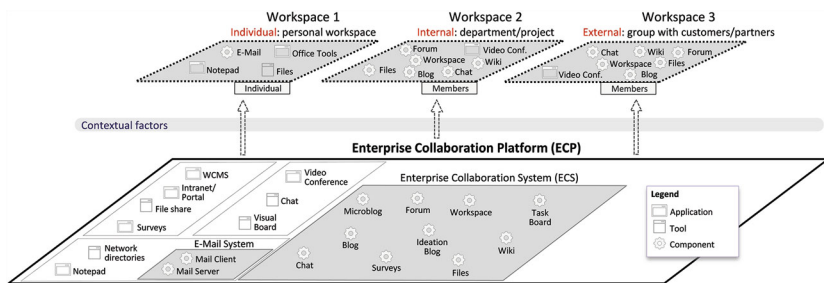 Workspace 1
Individual: personal workspace
E-Mail
Office Tools
Notepad
Files
Individual
Workspace 2
Internal: department/project
Forum
Video Conf.
Workspace
Wiki
Files
Blog
Chat
Members
Workspace 3
External: group with customers/partners
Chat
Wiki
Forum
Workspace
Files
Video Conf.
Blog
Members
Contextual factors
Enterprise Collaboration Platform (ECP)
WCMS
Intranet/
Portal
File share
Surveys
Video
Conference
Chat
Visual
Board
Network
directories
Notepad
E-Mail System
Mail Client
Mail Server
Enterprise Collaboration System (ECS)
Microblog
Forum
Workspace
Task
Board
Blog
Ideation
Blog
Wiki
Chat
Surveys
Files
Legend
Application
Tool
Component